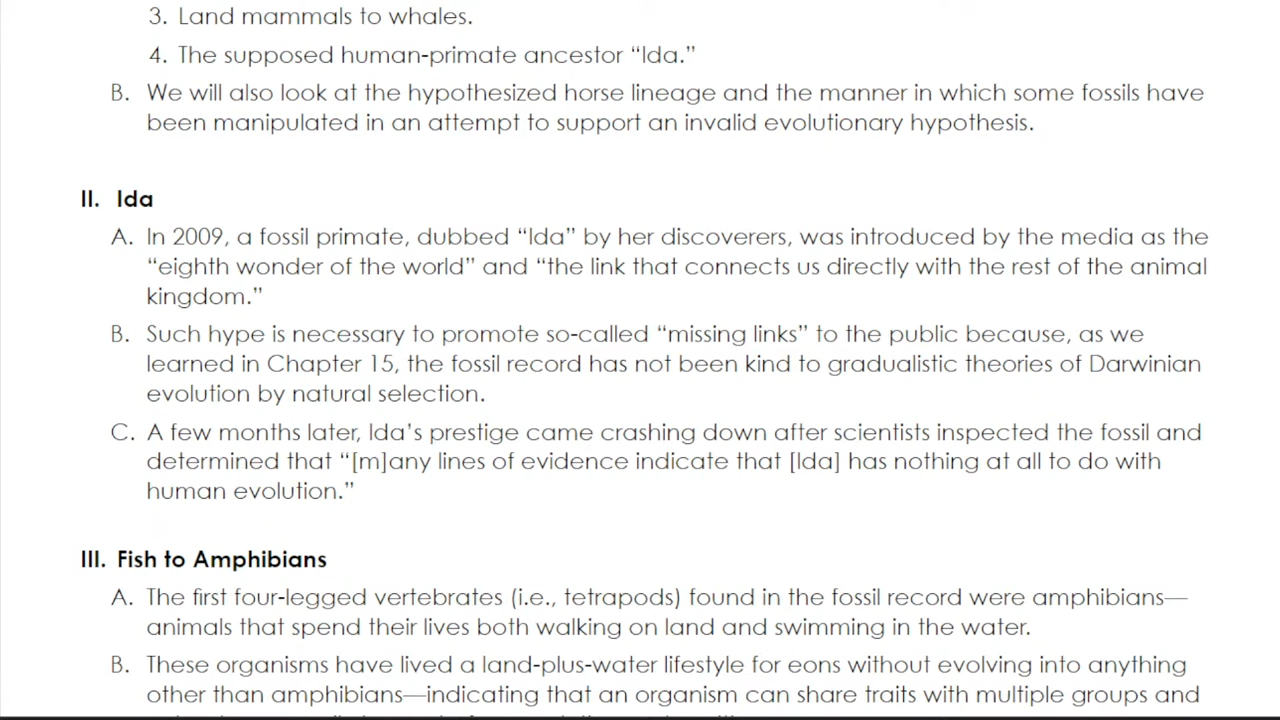 3. Land mammals to whales.
4. The supposed human-primate ancestor “Ida.”
B. We will also look at the hypothesized horse lineage and the manner in which some fossils have
been manipulated in an attempt to support an invalid evolutionary hypothesis.
II. Ida
A. In 2009, a fossil primate, dubbed “Ida” by her discoverers, was introduced by the media as the
“eighth wonder of the world” and “the link that connects us directly with the rest of the animal
kingdom.”
B. Such hype is necessary to promote so-called “missing links” to the public because, as we
learned in Chapter 15, the fossil record has not been kind to gradualistic theories of Darwinian
evolution by natural selection.
C. A few months later, Ida’s prestige came crashing down after scientists inspected the fossil and
determined that “[m]any lines of evidence indicate that [Ida] has nothing at all to do with
human evolution.”
III. Fish to Amphibians
A. The first four-legged vertebrates (i.e., tetrapods) found in the fossil record were amphibians—
animals that spend their lives both walking on land and swimming in the water.
B. These organisms have lived a land-plus-water lifestyle for eons without evolving into anything
other than amphibians—indicating that an organism can share traits with multiple groups and